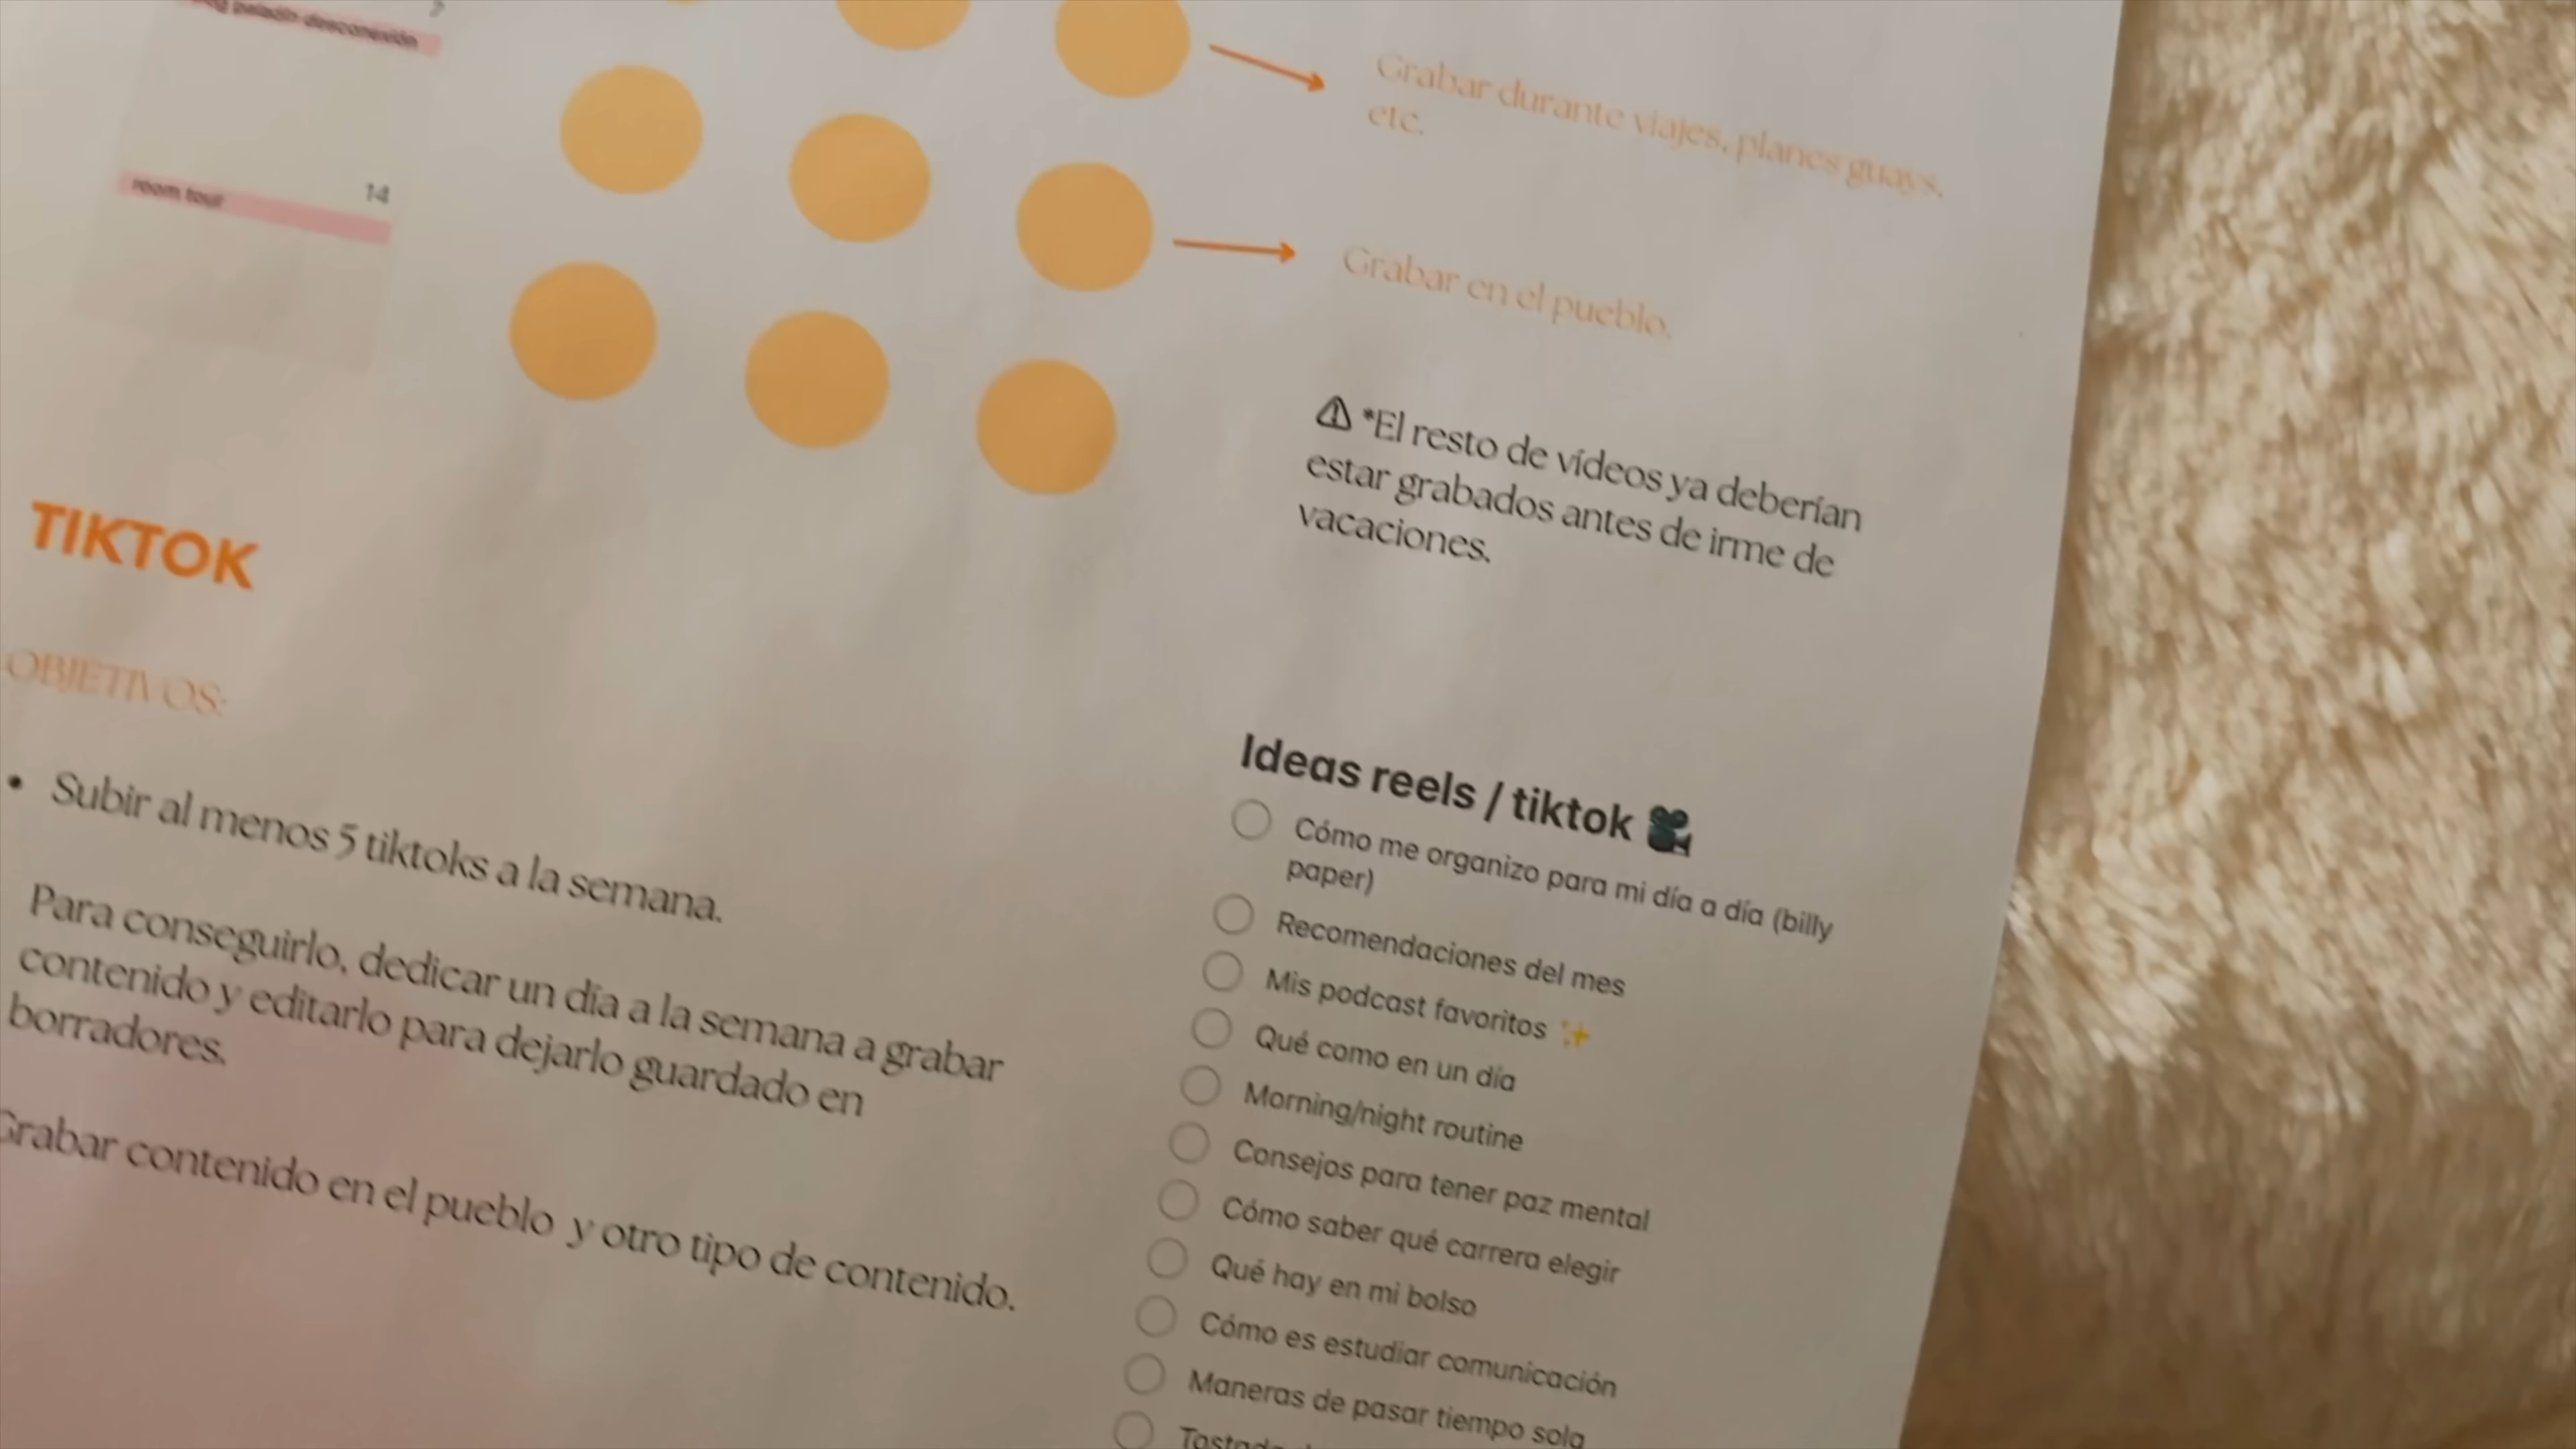 paladin desconexión
7
room tour
14
Grabar durante viajes, planes guays,
etc.
Grabar en el pueblo.
⚠ *El resto de vídeos ya deberían
estar grabados antes de irme de
vacaciones.
TIKTOK
OBJETIVOS:
• Subir al menos 5 tiktoks a la semana.
Para conseguirlo, dedicar un día a la semana a grabar
contenido y editarlo para dejarlo guardado en
borradores.
Grabar contenido en el pueblo y otro tipo de contenido.
Ideas reels / tiktok 🎥
Cómo me organizo para mi día a día (billy
paper)
Recomendaciones del mes
Mis podcast favoritos ✨
Qué como en un día
Morning/night routine
Consejos para tener paz mental
Cómo saber qué carrera elegir
Qué hay en mi bolso
Cómo es estudiar comunicación
Maneras de pasar tiempo sola